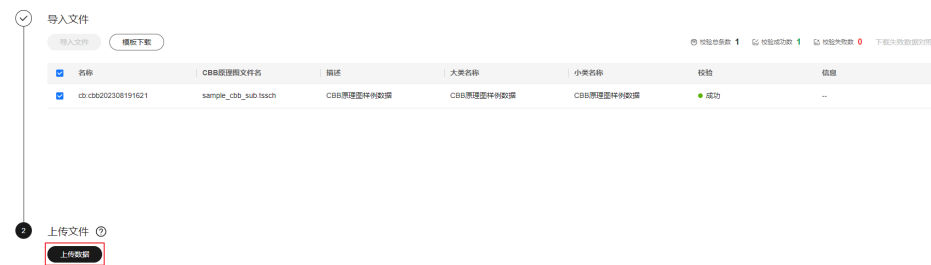 导入文件
导入文件 模板下载 校验总条数 1 校验成功数 1 校验失败数 0 下载失败数据列表
名称 CBB原理图文件名 描述 大类名称 小类名称 校验 信息
cb:cbb202308191621 sample_cbb_sub.tssch CBB原理图样例数据 CBB原理图样例数据 CBB原理图样例数据 成功 --
2 上传文件
上传数据